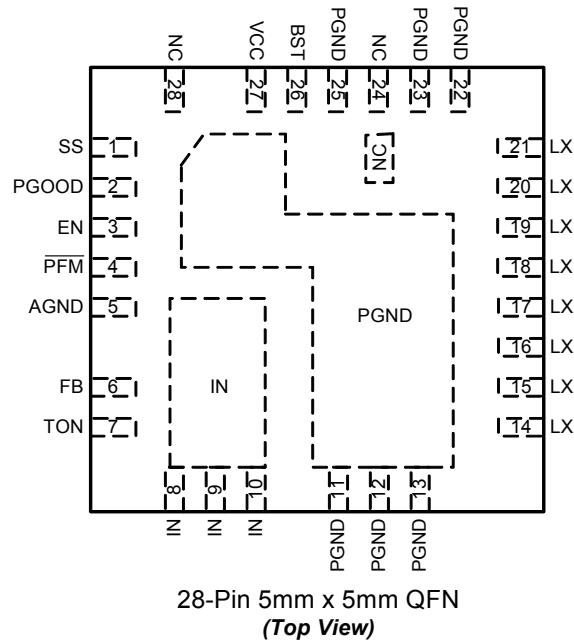 NC
VCC
BST
PGND
NC
PGND
PGND
28
27
26
25
24
23
22
SS 1
PGOOD 2
EN 3
PFM 4
AGND 5
FB 6
TON 7
NC
21 LX
20 LX
19 LX
18 LX
17 LX
16 LX
15 LX
14 LX
PGND
IN
8
9
10
11
12
13
IN
IN
IN
PGND
PGND
PGND
28-Pin 5mm x 5mm QFN
(Top View)